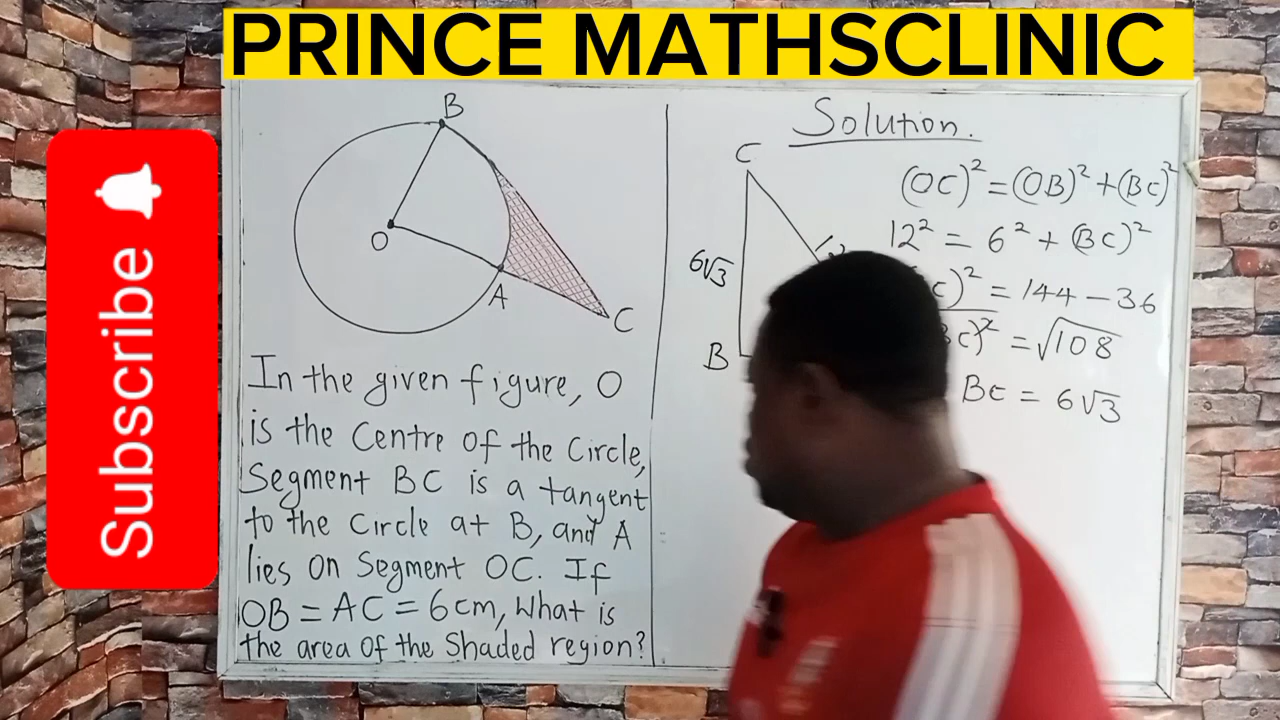 PRINCE MATHSCLINIC
Subscribe
B
O
A
C
In the given figure, O
is the Centre of the Circle,
Segment BC is a tangent
to the Circle at B, and A
lies on Segment OC. If
OB = AC = 6cm, What is
the area of the Shaded region?
Solution.
C
6√3
B
(OC)² = (OB)² + (BC)²
12² = 6² + (BC)²
c)² = 144 - 36
c)² = √108
BC = 6√3